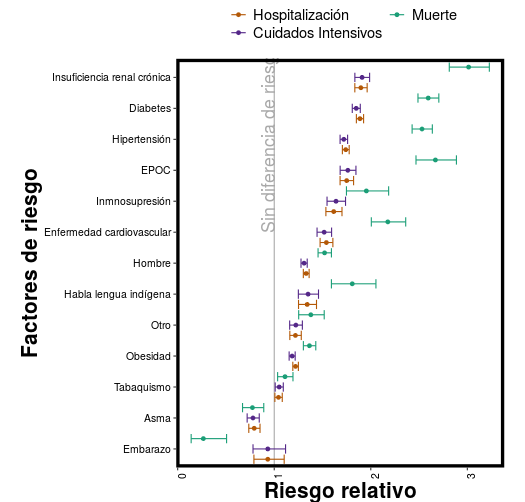 Hospitalización
Muerte
Cuidados Intensivos
Factores de riesgo
Insuficiencia renal crónica
Diabetes
Hipertensión
EPOC
Inmnosupresión
Enfermedad cardiovascular
Hombre
Habla lengua indígena
Otro
Obesidad
Tabaquismo
Asma
Embarazo
Sin diferencia de riesg
0
1
2
3
Riesgo relativo